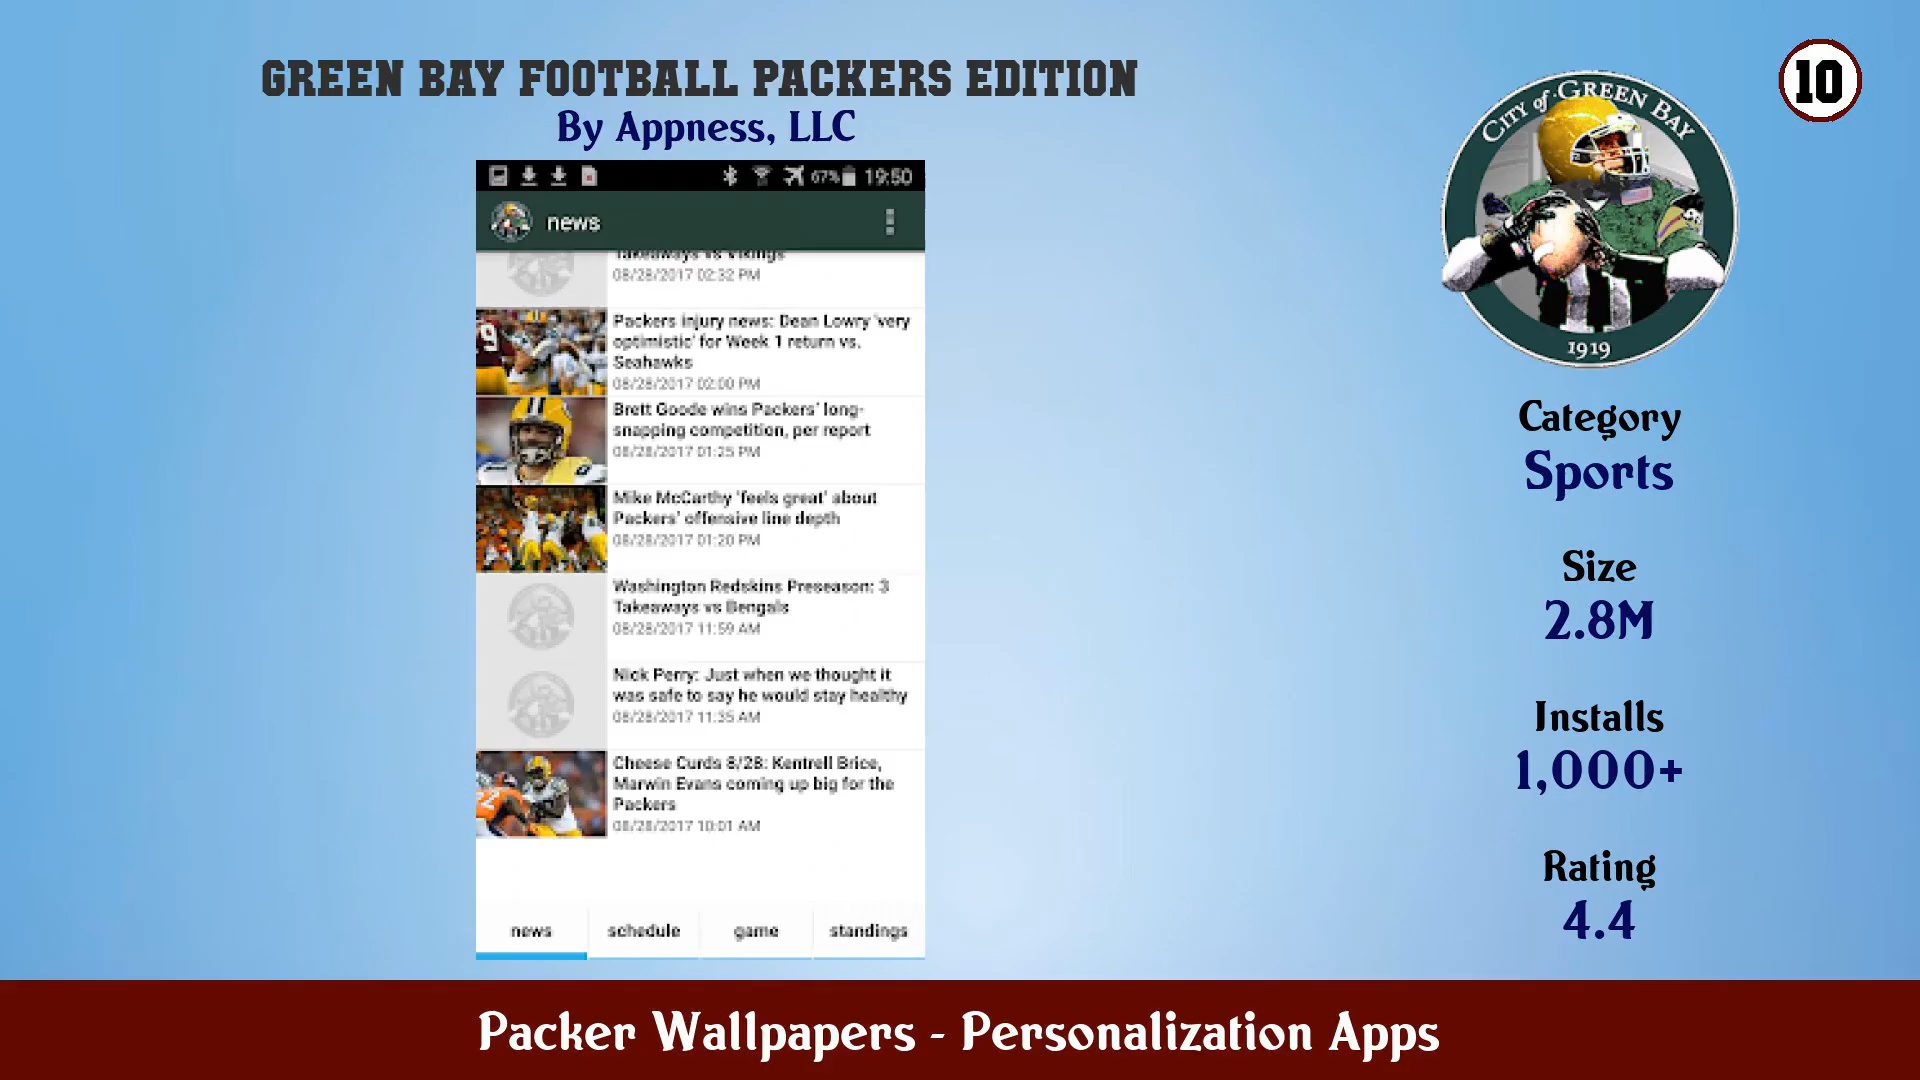 GREEN BAY FOOTBALL PACKERS EDITION
By Appness, LLC
10
CITY of GREEN BAY
1919
67% 19:50
news
Takeaways vs Vikings
08/28/2017 02:32 PM
Packers injury news: Dean Lowry 'very
optimistic' for Week 1 return vs.
Seahawks
08/28/2017 02:00 PM
Brett Goode wins Packers' long-
snapping competition, per report
08/28/2017 01:25 PM
Mike McCarthy 'feels great' about
Packers' offensive line depth
08/28/2017 01:20 PM
Washington Redskins Preseason: 3
Takeaways vs Bengals
08/28/2017 11:59 AM
Nick Perry: Just when we thought it
was safe to say he would stay healthy
08/28/2017 11:35 AM
Cheese Curds 8/28: Kentrell Brice,
Marwin Evans coming up big for the
Packers
08/28/2017 10:01 AM
news schedule game standings
Category
Sports
Size
2.8M
Installs
1,000+
Rating
4.4
Packer Wallpapers - Personalization Apps